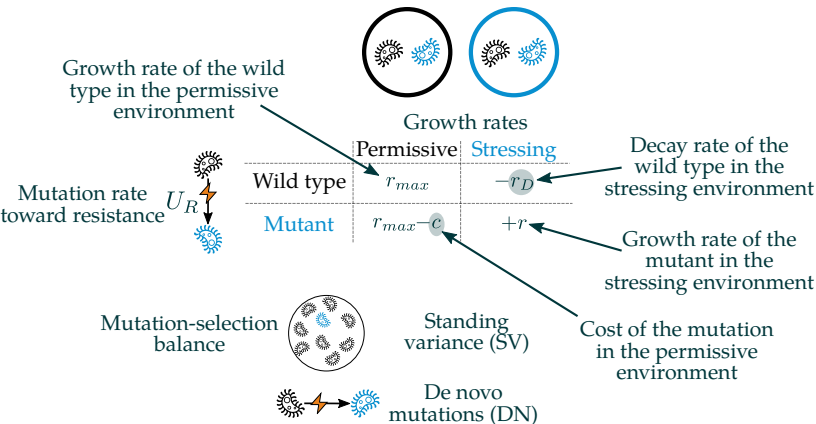 Growth rate of the wild
type in the permissive
environment
Growth rates
Permissive Stressing
Decay rate of the
wild type in the
stressing environment
Mutation rate
toward resistance
U_R
Wild type r_max −r_D
Mutant r_max−c +r
Growth rate of the
mutant in the
stressing environment
Mutation-selection
balance
Standing
variance (SV)
Cost of the mutation
in the permissive
environment
De novo
mutations (DN)